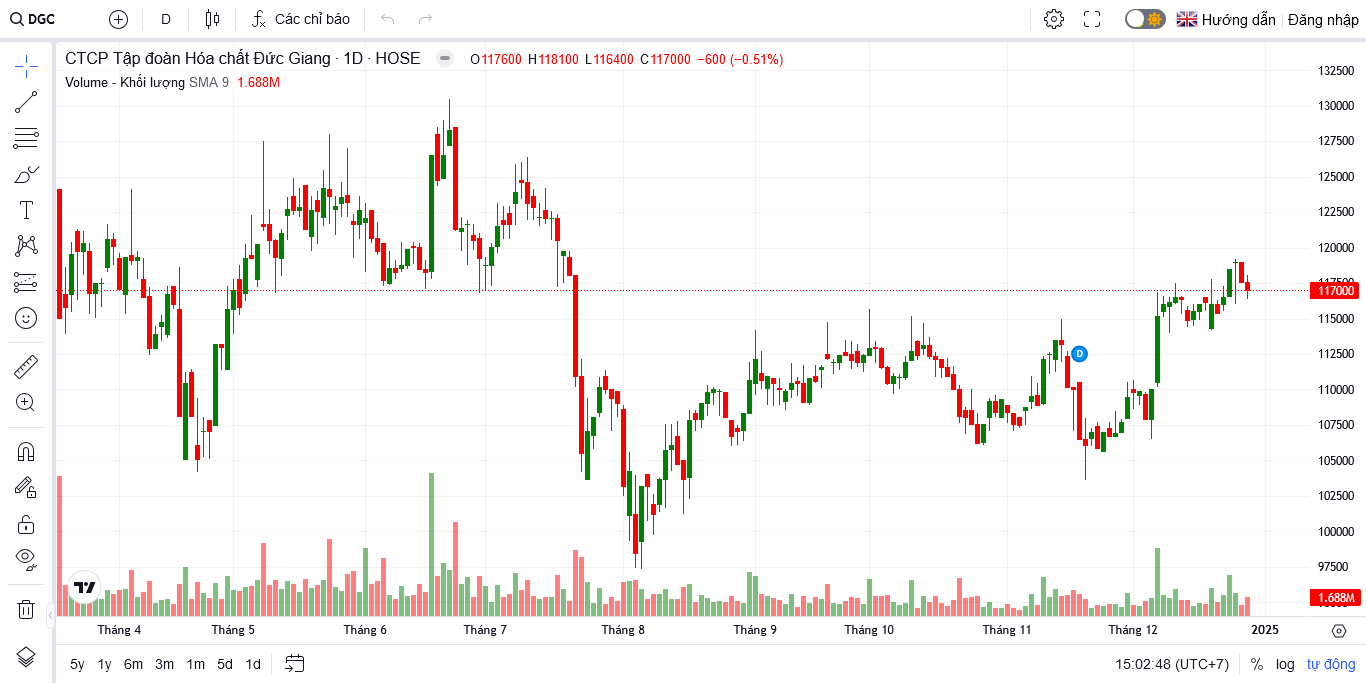 DGC D Các chỉ báo Hướng dẫn Đăng nhập
CTCP Tập đoàn Hóa chất Đức Giang · 1D · HOSE O117600 H118100 L116400 C117000 −600 (−0.51%)
Volume - Khối lượng SMA 9 1.688M
132500
130000
127500
125000
122500
120000
117500
117000
115000
112500
D
110000
107500
105000
102500
100000
97500
1.688M
Tháng 4 Tháng 5 Tháng 6 Tháng 7 Tháng 8 Tháng 9 Tháng 10 Tháng 11 Tháng 12 2025
5y 1y 6m 3m 1m 5d 1d 15:02:48 (UTC+7) % log tự động